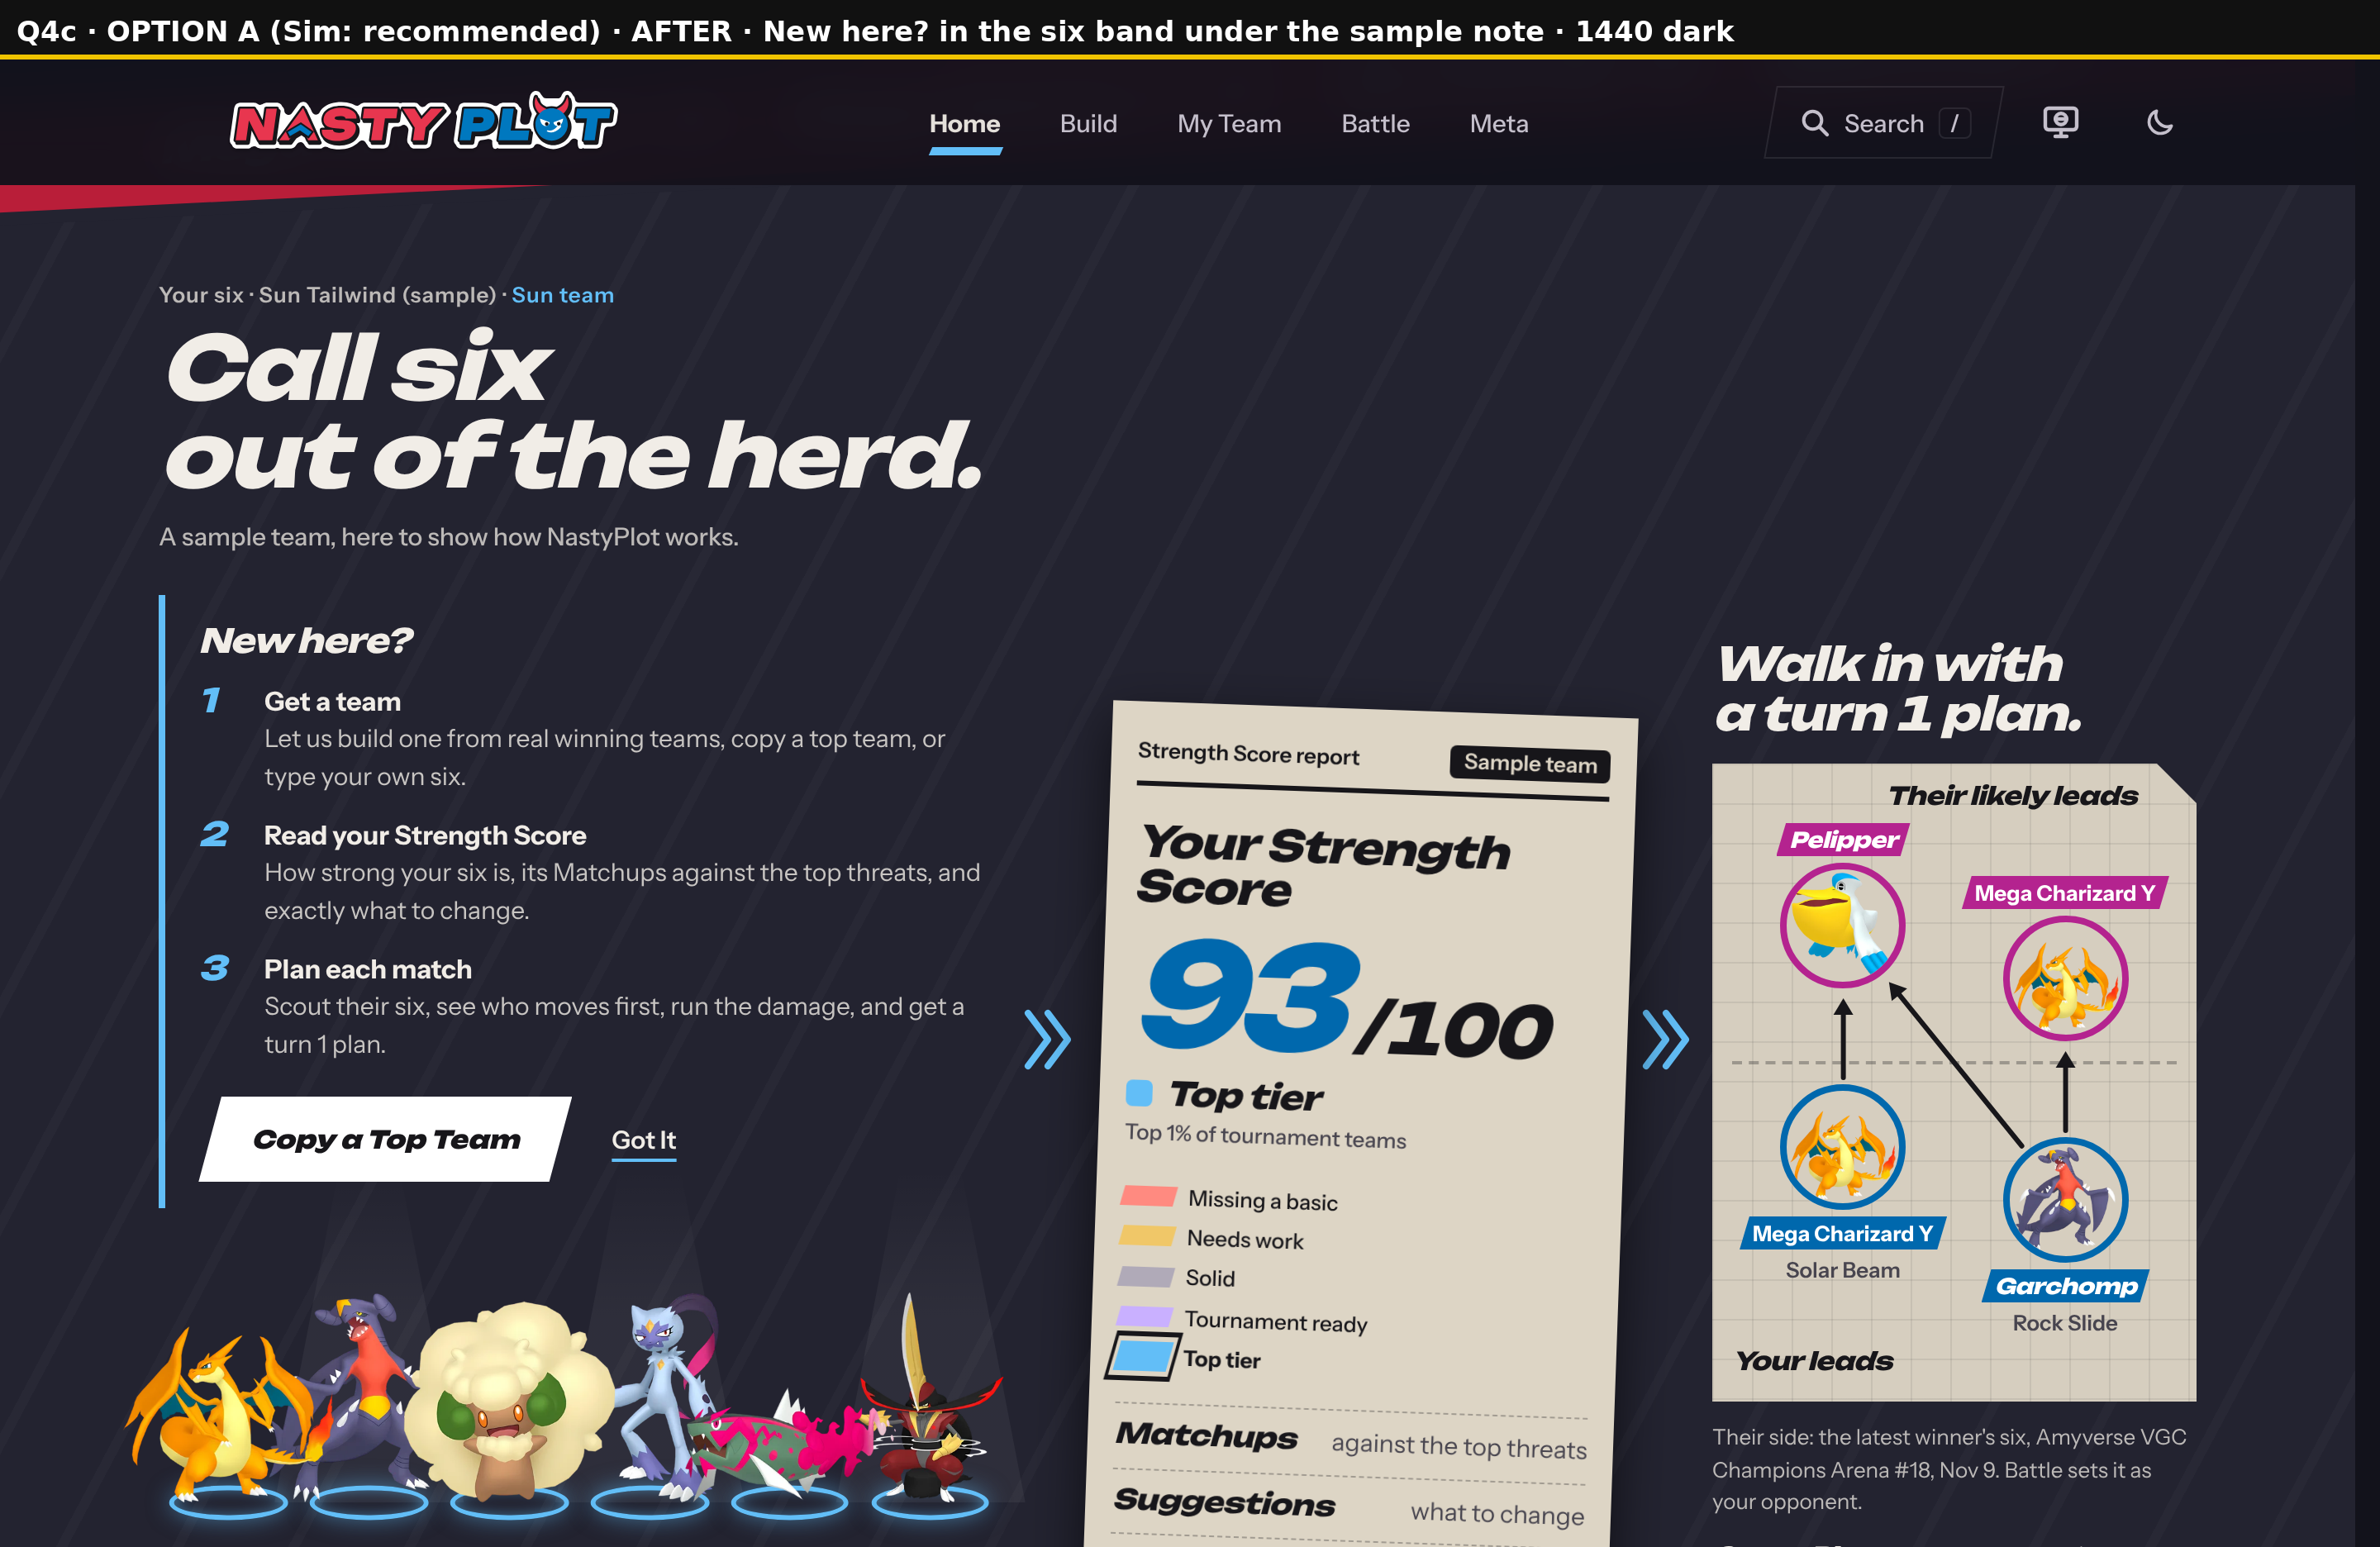 Q4c · OPTION A (Sim: recommended) · AFTER · New here? in the six band under the sample note · 1440 dark
NASTY PLOT
Home
Build
My Team
Battle
Meta
Search /
Your six · Sun Tailwind (sample) · Sun team
Call six
out of the herd.
A sample team, here to show how NastyPlot works.
New here?
1 Get a team
Let us build one from real winning teams, copy a top team, or
type your own six.
2 Read your Strength Score
How strong your six is, its Matchups against the top threats, and
exactly what to change.
3 Plan each match
Scout their six, see who moves first, run the damage, and get a
turn 1 plan.
Copy a Top Team
Got It
Strength Score report
Sample team
Your Strength
Score
93/100
Top tier
Top 1% of tournament teams
Missing a basic
Needs work
Solid
Tournament ready
Top tier
Matchups against the top threats
Suggestions what to change
Walk in with
a turn 1 plan.
Their likely leads
Pelipper
Mega Charizard Y
Mega Charizard Y
Solar Beam
Garchomp
Rock Slide
Your leads
Their side: the latest winner's six, Amyverse VGC
Champions Arena #18, Nov 9. Battle sets it as
your opponent.